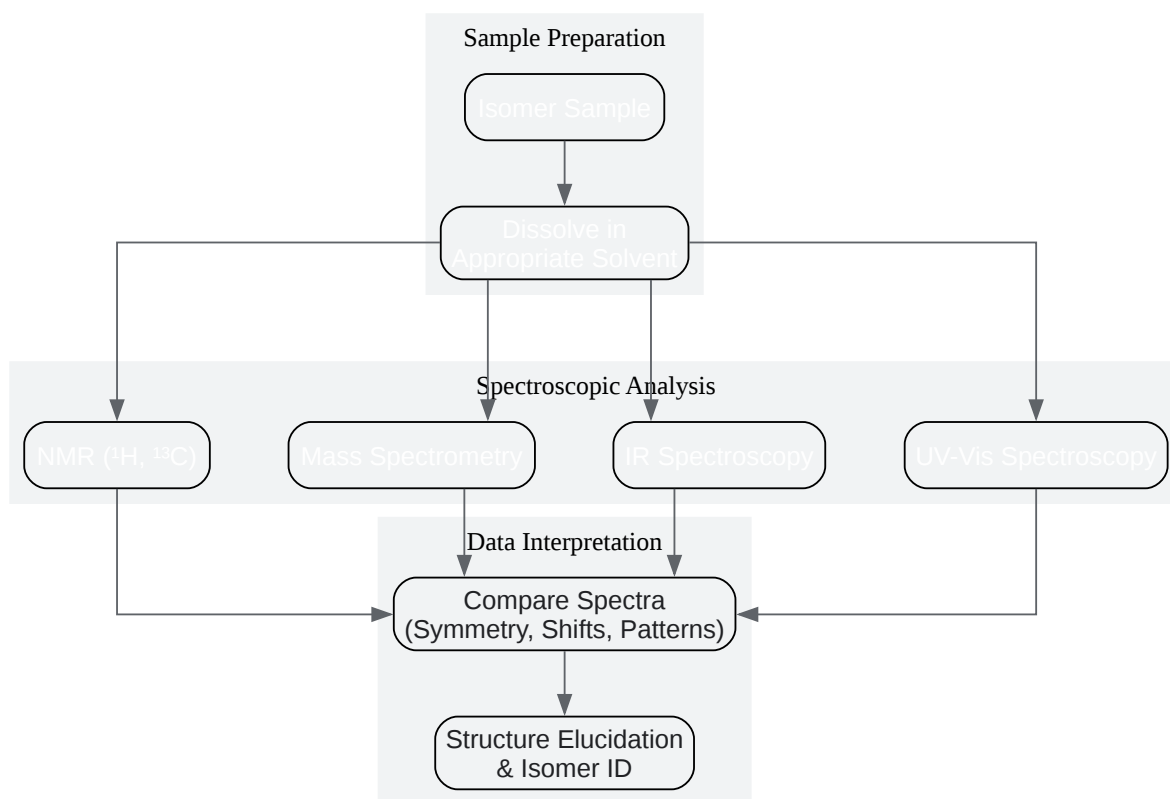 Sample Preparation
Isomer Sample
Dissolve in
Appropriate Solvent
Spectroscopic Analysis
NMR (¹H, ¹³C)
Mass Spectrometry
IR Spectroscopy
UV-Vis Spectroscopy
Data Interpretation
Compare Spectra
(Symmetry, Shifts, Patterns)
Structure Elucidation
& Isomer ID